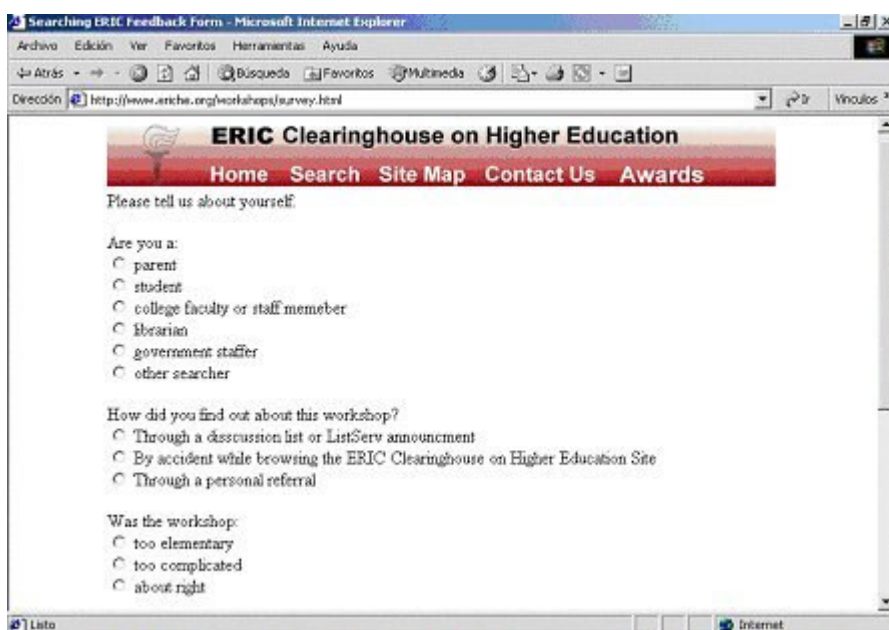 Searching ERIC Feedback Form - Microsoft Internet Explorer
Archivo Edición Ver Favoritos Herramientas Ayuda
Atrás Búsqueda Favoritos Multimedia
Dirección http://www.eriche.org/workshops/survey.html Ir Vínculos
ERIC Clearinghouse on Higher Education
Home Search Site Map Contact Us Awards
Please tell us about yourself.
Are you a:
parent
student
college faculty or staff memeber
librarian
government staffer
other searcher
How did you find out about this workshop?
Through a disscussion list or ListServ announcment
By accident while browsing the ERIC Clearinghouse on Higher Education Site
Through a personal referral
Was the workshop:
too elementary
too complicated
about right
Listo Internet